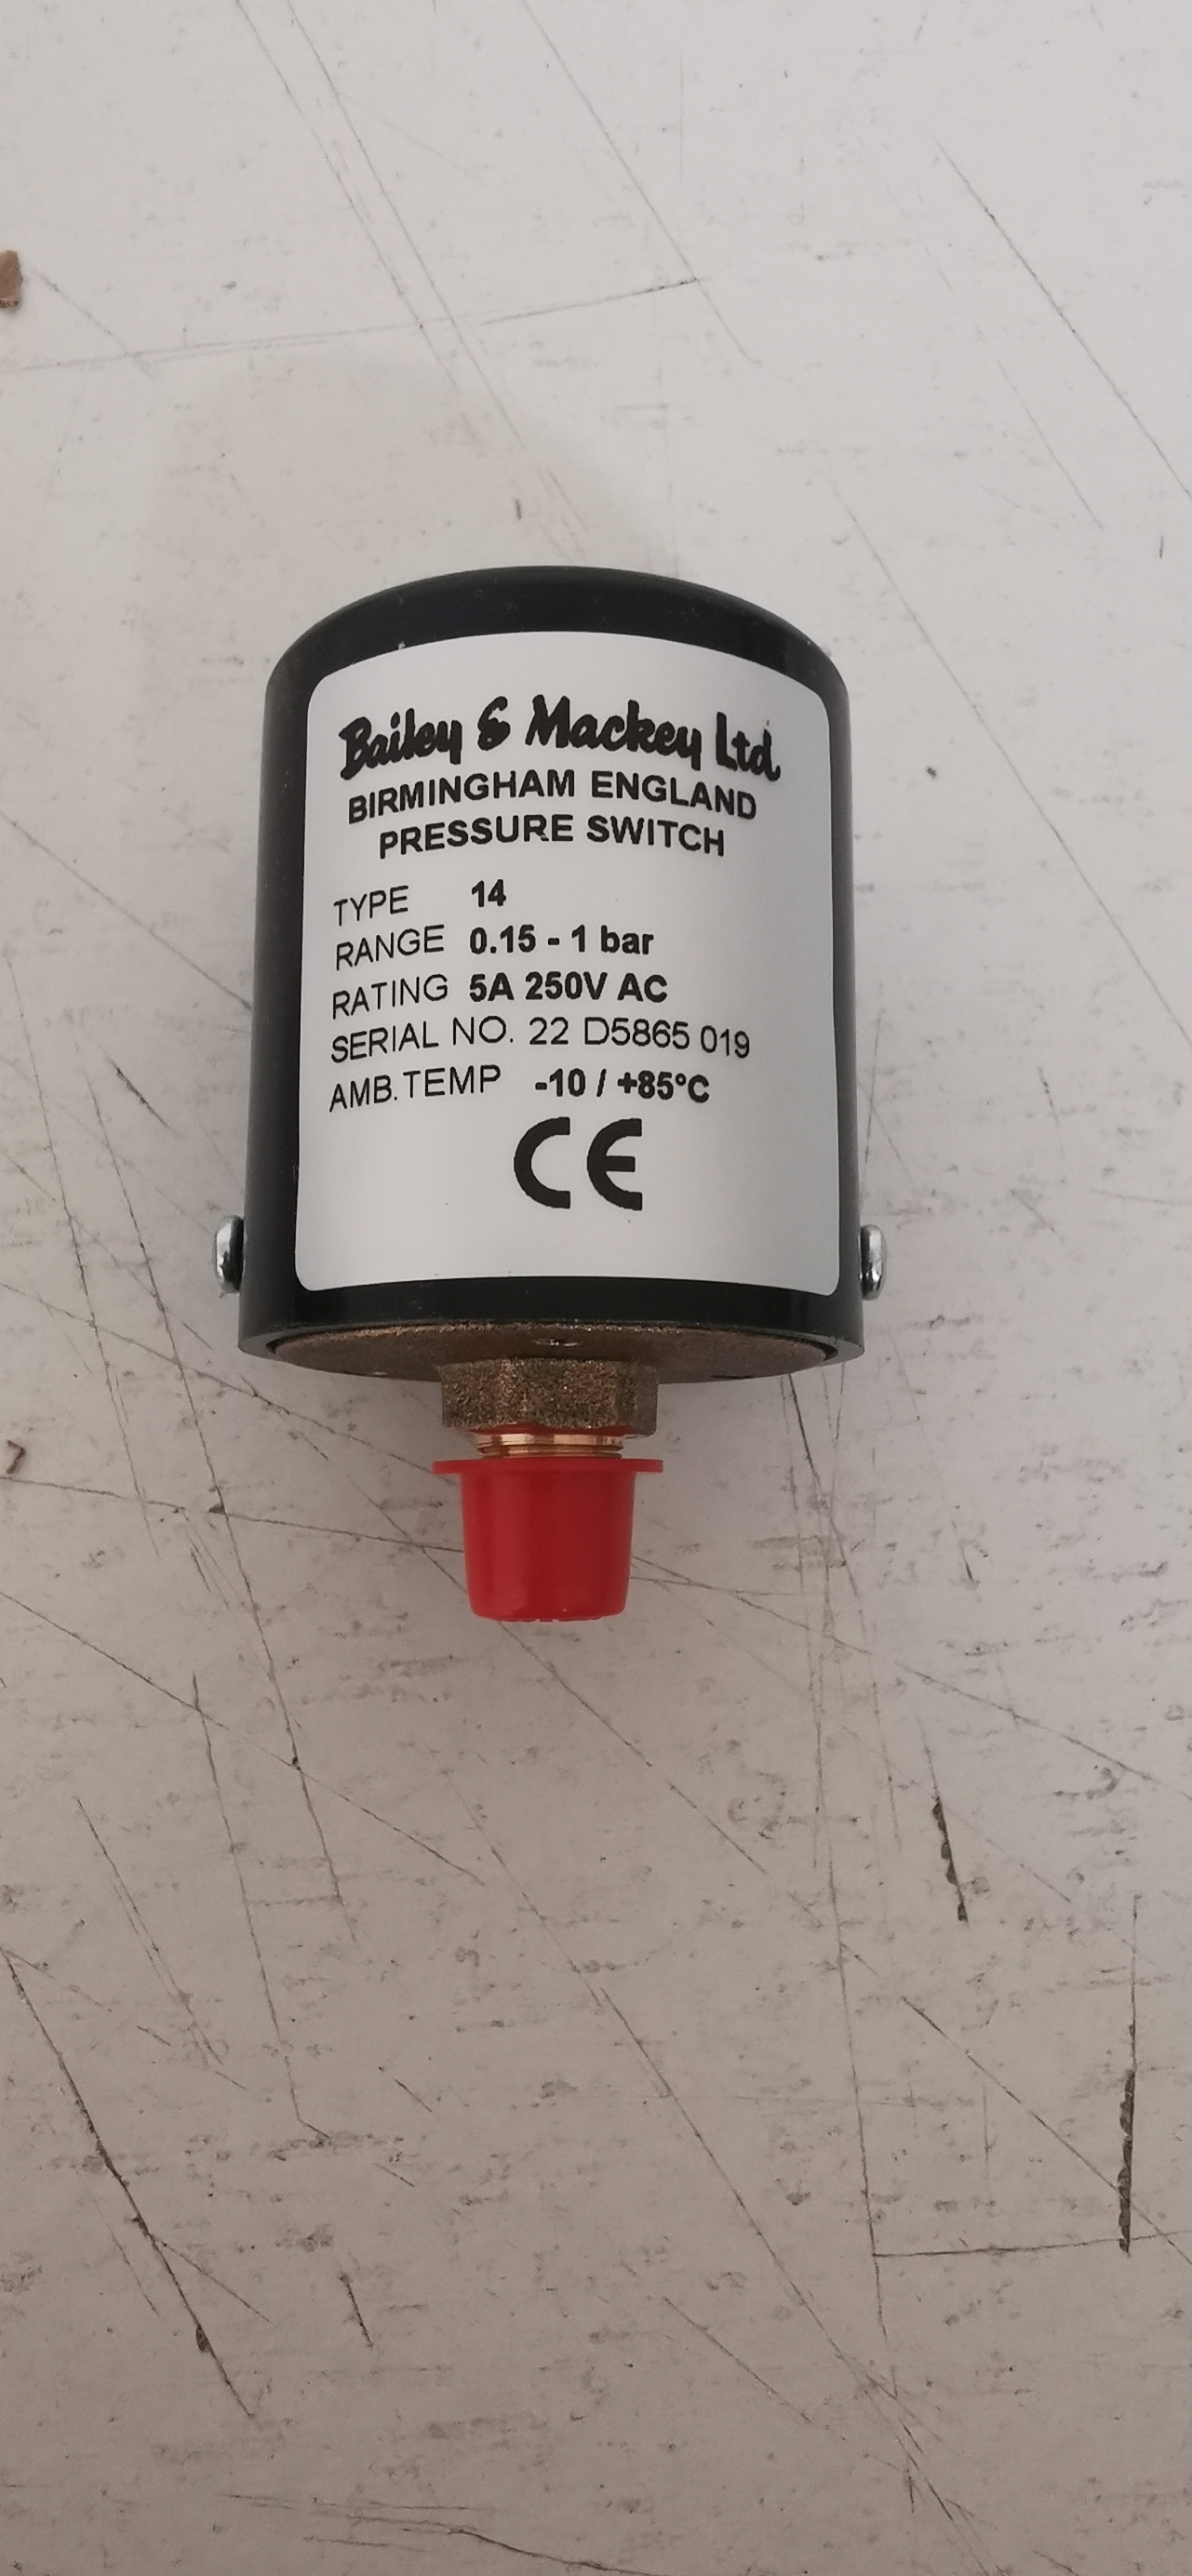 Bailey & Mackey Ltd.
BIRMINGHAM ENGLAND
PRESSURE SWITCH
TYPE 14
RANGE 0.15 - 1 bar
RATING 5A 250V AC
SERIAL NO. 22 D5865 019
AMB. TEMP -10 / +85°C
CE